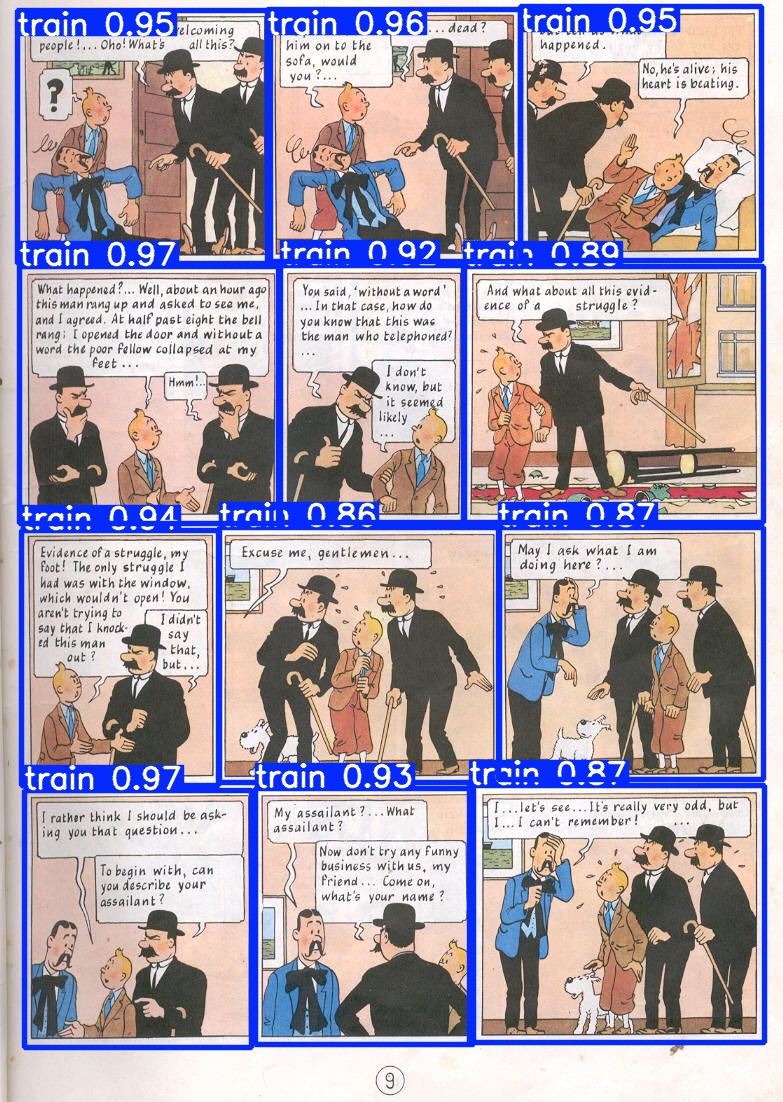 train 0.95
elcoming
people!... Oho! What's all this?
?
train 0.96
...dead?
him on to the
sofa, would
you?...
train 0.95
happened.
No, he's alive; his
heart is beating.
train 0.97
What happened?... Well, about an hour ago
this man rang up and asked to see me,
and I agreed. At half past eight the bell
rang; I opened the door and without a
word the poor fellow collapsed at my
feet ...
Hmm!..
train 0.92
You said, 'without a word'
... In that case, how do
you know that this was
the man who telephoned?
...
I don't
know, but
it seemed
likely
...
train 0.89
And what about all this evid-
ence of a struggle?
train 0.94
Evidence of a struggle, my
foot! The only struggle I
had was with the window,
which wouldn't open! You
aren't trying to
say that I knock-
ed this man
out?
I didn't
say
that,
but...
train 0.86
Excuse me, gentlemen...
train 0.87
May I ask what I am
doing here?...
train 0.97
I rather think I should be ask-
ing you that question...
To begin with, can
you describe your
assailant?
train 0.93
My assailant?...What
assailant?
Now don't try any funny
business with us, my
friend... Come on,
what's your name?
train 0.87
I...let's see...It's really very odd, but
I...I can't remember! ...
9